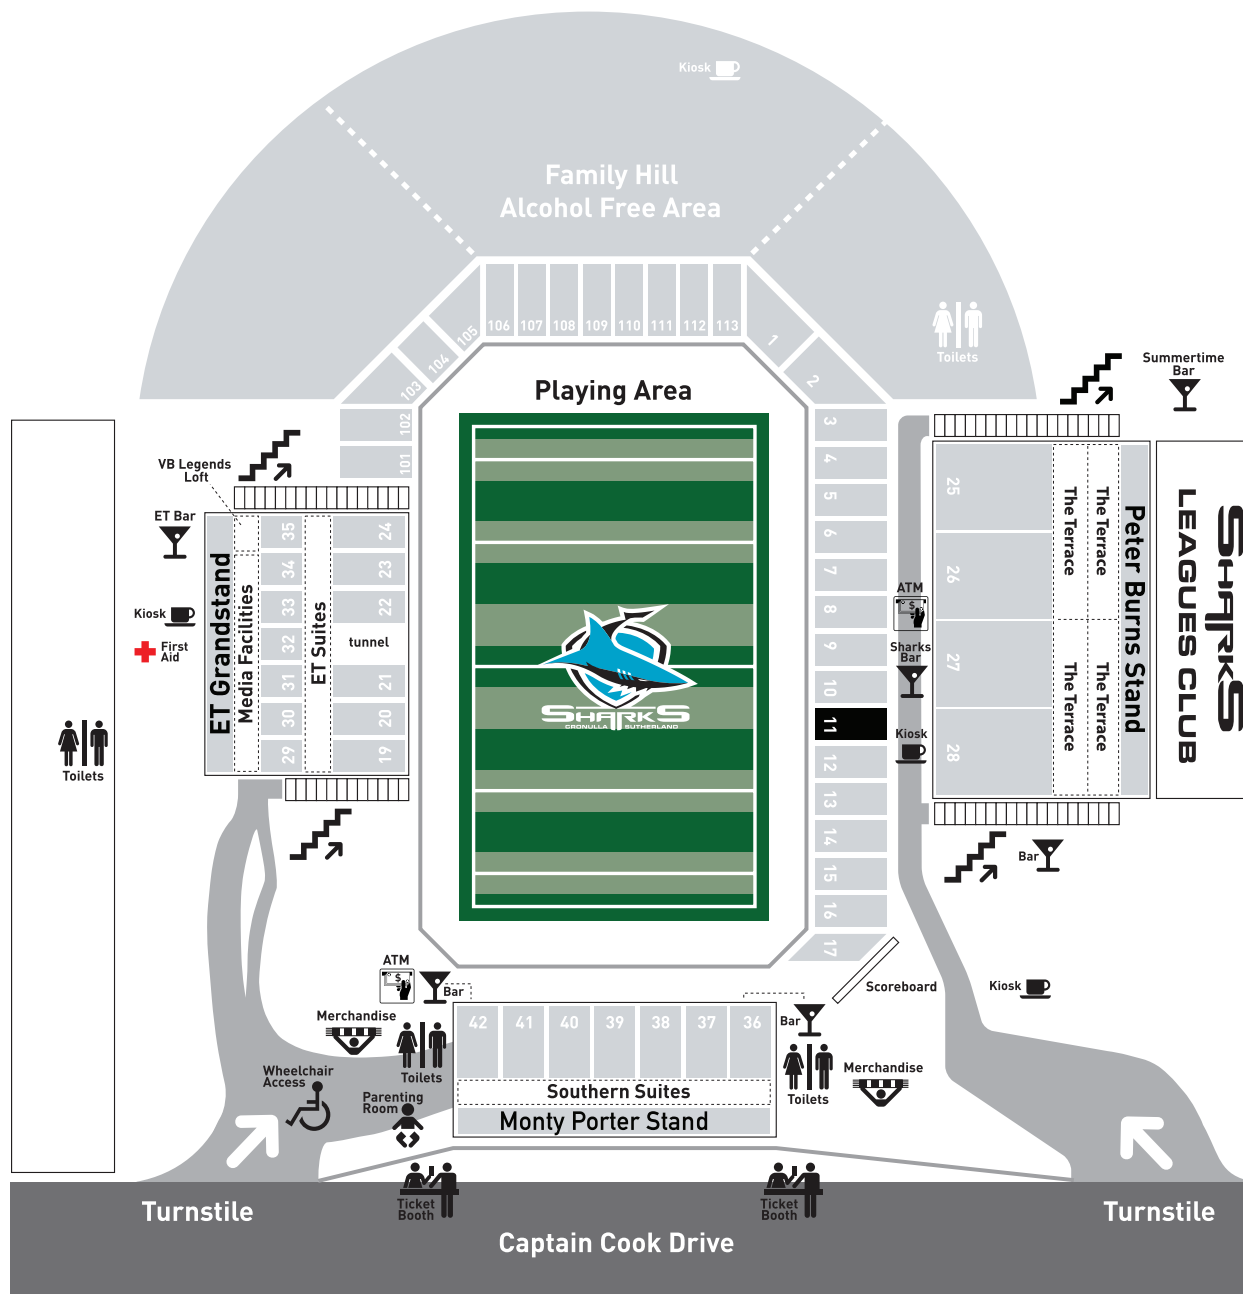 Kiosk
Family Hill
Alcohol Free Area
106 107 108 109 110 111 112 113
105
104
103
102
101
1
2
3
4
5
6
7
8
9
10
11
12
13
14
15
16
17
Toilets
Summertime
Bar
Playing Area
VB Legends
Loft
ET Bar
Kiosk
First
Aid
ET Grandstand
Media Facilities
35
34
33
32
31
30
29
ET Suites
24
23
22
tunnel
21
20
19
Toilets
SHARKS
CRONULLA SUTHERLAND
ATM
$
Sharks
Bar
Kiosk
25
26
27
28
The Terrace
The Terrace
The Terrace
The Terrace
Peter Burns Stand
SHARKS
LEAGUES CLUB
Bar
Kiosk
Scoreboard
ATM
$
Bar
Merchandise
Toilets
Wheelchair
Access
Parenting
Room
42 41 40 39 38 37 36
Southern Suites
Monty Porter Stand
Bar
Toilets
Merchandise
Ticket
Booth
Ticket
Booth
Turnstile
Turnstile
Captain Cook Drive